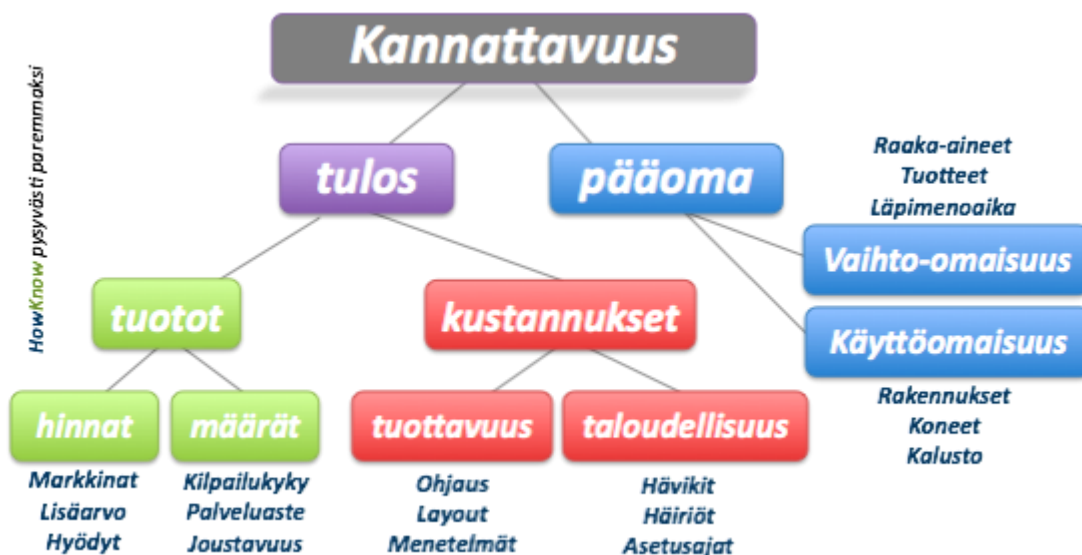 Kannattavuus
HowKnow pysyvästi paremmaksi
tulos
pääoma
Raaka-aineet
Tuotteet
Läpimenoaika
Vaihto-omaisuus
tuotot
kustannukset
Käyttöomaisuus
Rakennukset
Koneet
Kalusto
hinnat
määrät
tuottavuus
taloudellisuus
Markkinat
Lisäarvo
Hyödyt
Kilpailukyky
Palveluaste
Joustavuus
Ohjaus
Layout
Menetelmät
Hävikit
Häiriöt
Asetusajat